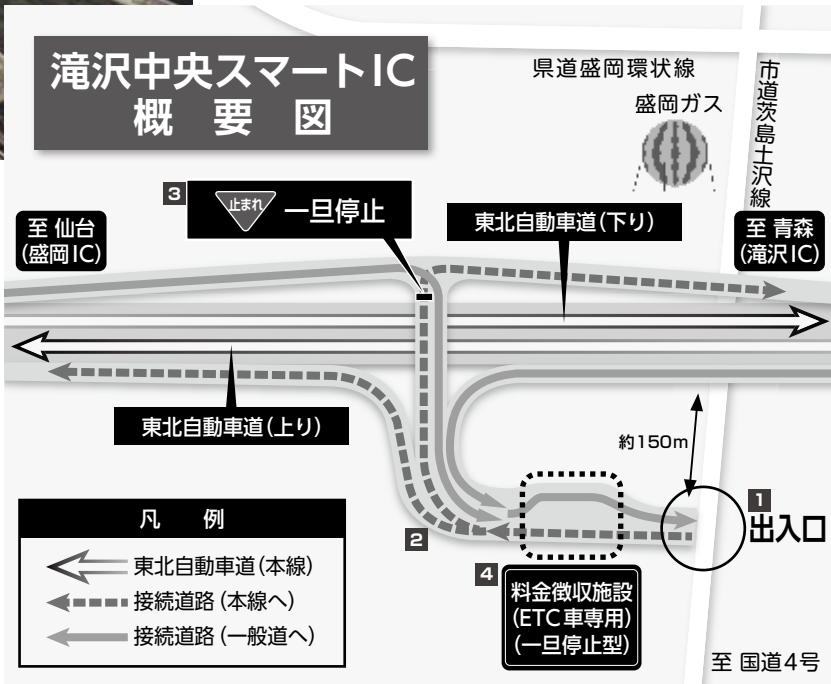 滝沢中央スマートIC
概要図
県道盛岡環状線
盛岡ガス
市道茨島土沢線
3
止まれ 一旦停止
東北自動車道(下り)
至 仙台
(盛岡IC)
至 青森
(滝沢IC)
東北自動車道(上り)
約150m
1
出入口
2
4
料金徴収施設
(ETC車専用)
(一旦停止型)
凡 例
東北自動車道(本線)
接続道路(本線へ)
接続道路(一般道へ)
至 国道4号